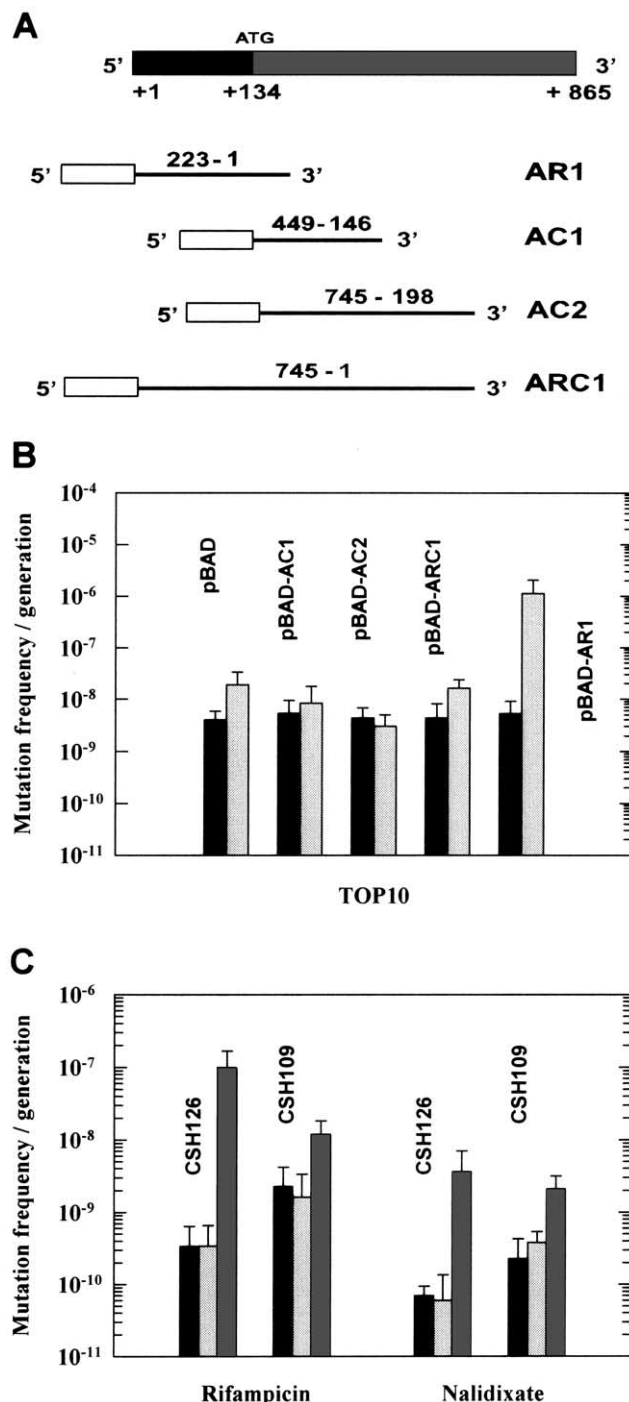 A
ATG
5’ 3’
+1 +134 + 865
223 - 1
5’ 3’ AR1
449 - 146
5’ 3’ AC1
745 - 198
5’ 3’ AC2
745 - 1
5’ 3’ ARC1
B
Mutation frequency / generation
10-4
10-5
10-6
10-7
10-8
10-9
10-10
10-11
pBAD
pBAD-AC1
pBAD-AC2
pBAD-ARC1
pBAD-AR1
TOP10
C
Mutation frequency / generation
10-6
10-7
10-8
10-9
10-10
10-11
CSH126
CSH109
CSH126
CSH109
Rifampicin Nalidixate